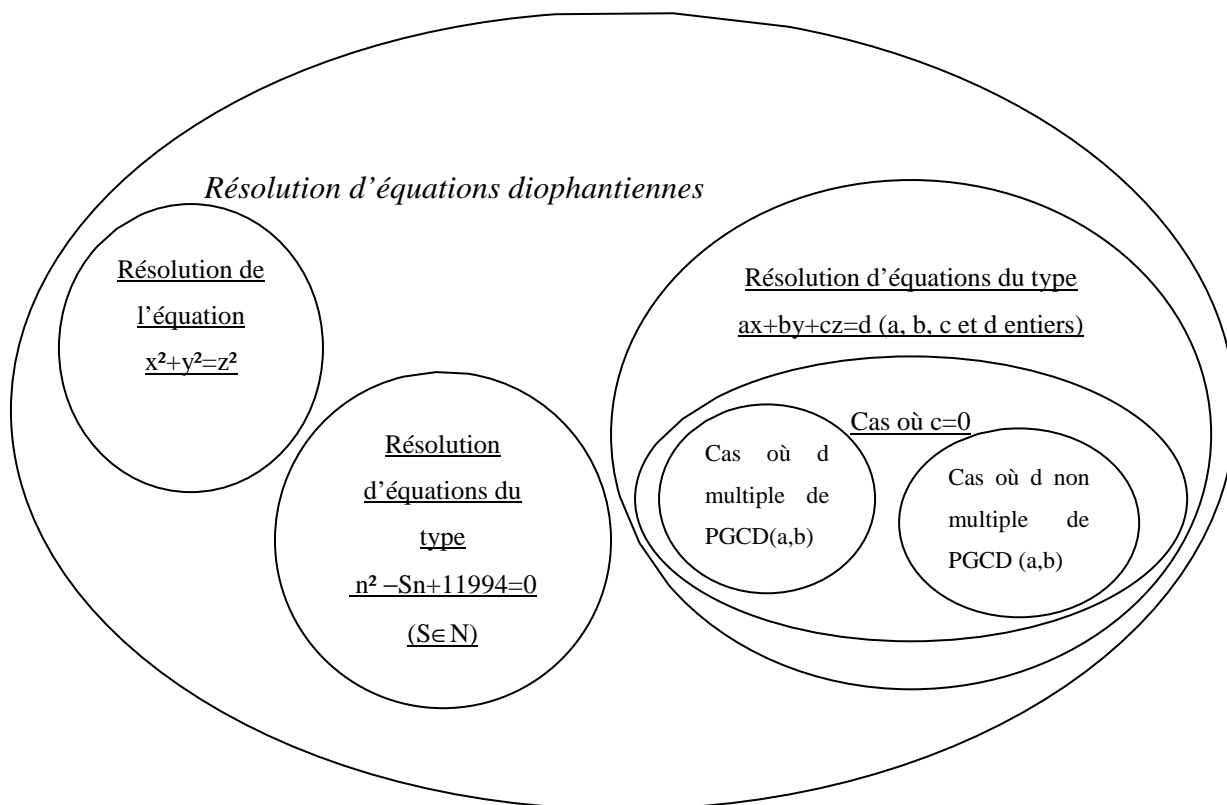 Résolution d’équations diophantiennes
Résolution de
l’équation
x²+y²=z²
Résolution
d’équations du
type
n² –Sn+11994=0
(S∈N)
Résolution d’équations du type
ax+by+cz=d (a, b, c et d entiers)
Cas où c=0
Cas où d
multiple de
PGCD(a,b)
Cas où d non
multiple de
PGCD (a,b)